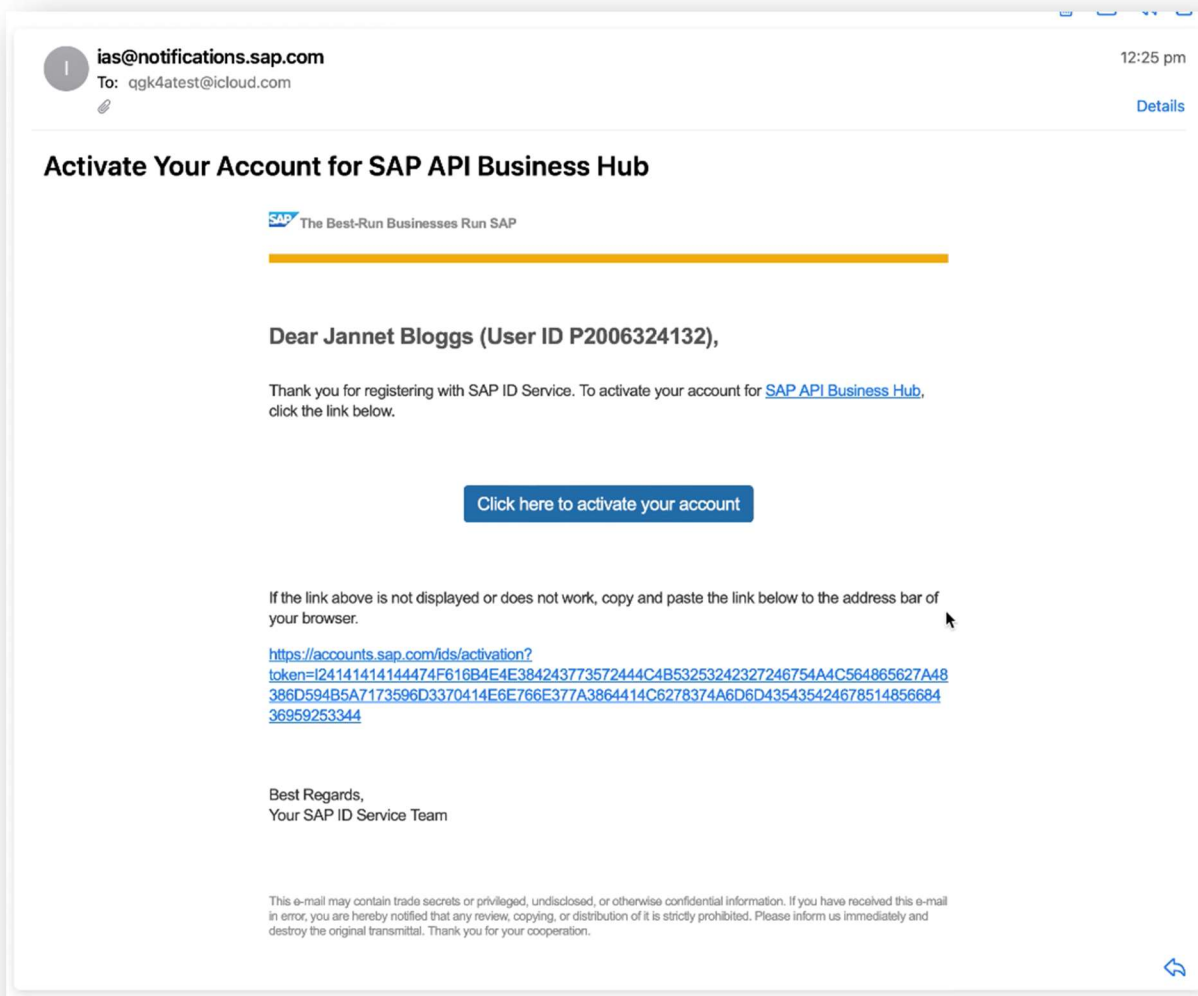 I
ias@notifications.sap.com
12:25 pm
To: qgk4atest@icloud.com
Details
Activate Your Account for SAP API Business Hub
SAP The Best-Run Businesses Run SAP
Dear Jannet Bloggs (User ID P2006324132),
Thank you for registering with SAP ID Service. To activate your account for SAP API Business Hub,
click the link below.
Click here to activate your account
If the link above is not displayed or does not work, copy and paste the link below to the address bar of
your browser.
https://accounts.sap.com/ids/activation?
token=I24141414144474F616B4E4E384243773572444C4B53253242327246754A4C564865627A48
386D594B5A7173596D3370414E6E766E377A3864414C6278374A6D6D435435424678514856684
36959253344
Best Regards,
Your SAP ID Service Team
This e-mail may contain trade secrets or privileged, undisclosed, or otherwise confidential information. If you have received this e-mail
in error, you are hereby notified that any review, copying, or distribution of it is strictly prohibited. Please inform us immediately and
destroy the original transmittal. Thank you for your cooperation.